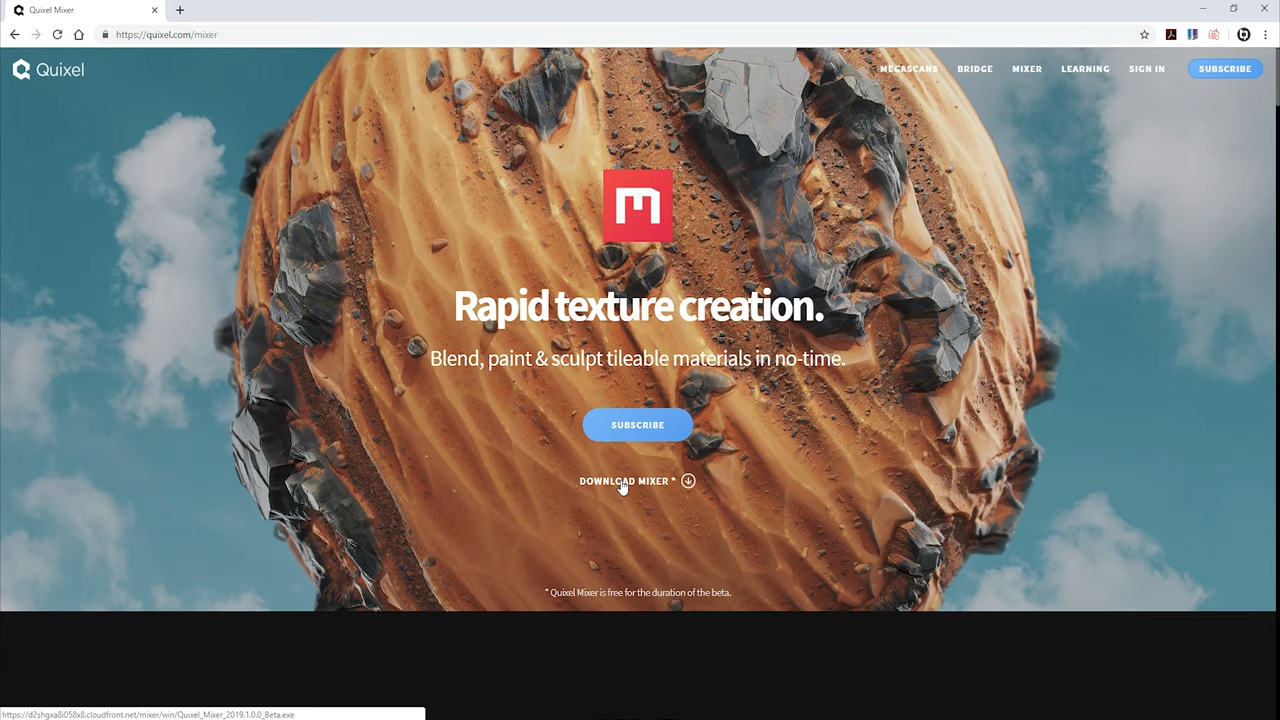 Quixel Mixer
https://quixel.com/mixer
Quixel
MEGASCANS BRIDGE MIXER LEARNING SIGN IN SUBSCRIBE
Rapid texture creation.
Blend, paint & sculpt tileable materials in no-time.
SUBSCRIBE
DOWNLOAD MIXER *
* Quixel Mixer is free for the duration of the beta.
https://d2shgxa8i058x8.cloudfront.net/mixer/win/Quixel_Mixer_2019.1.0.0_Beta.exe